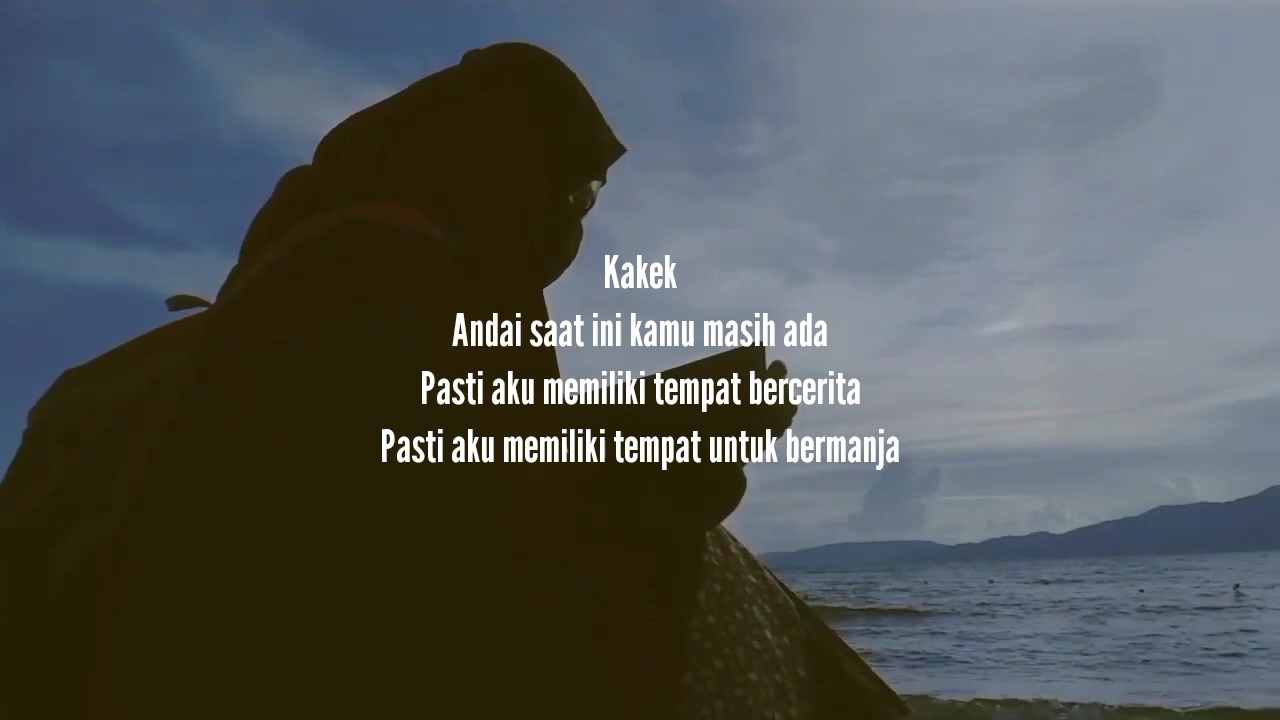 Kakek
Andai saat ini kamu masih ada
Pasti aku memiliki tempat bercerita
Pasti aku memiliki tempat untuk bermanja